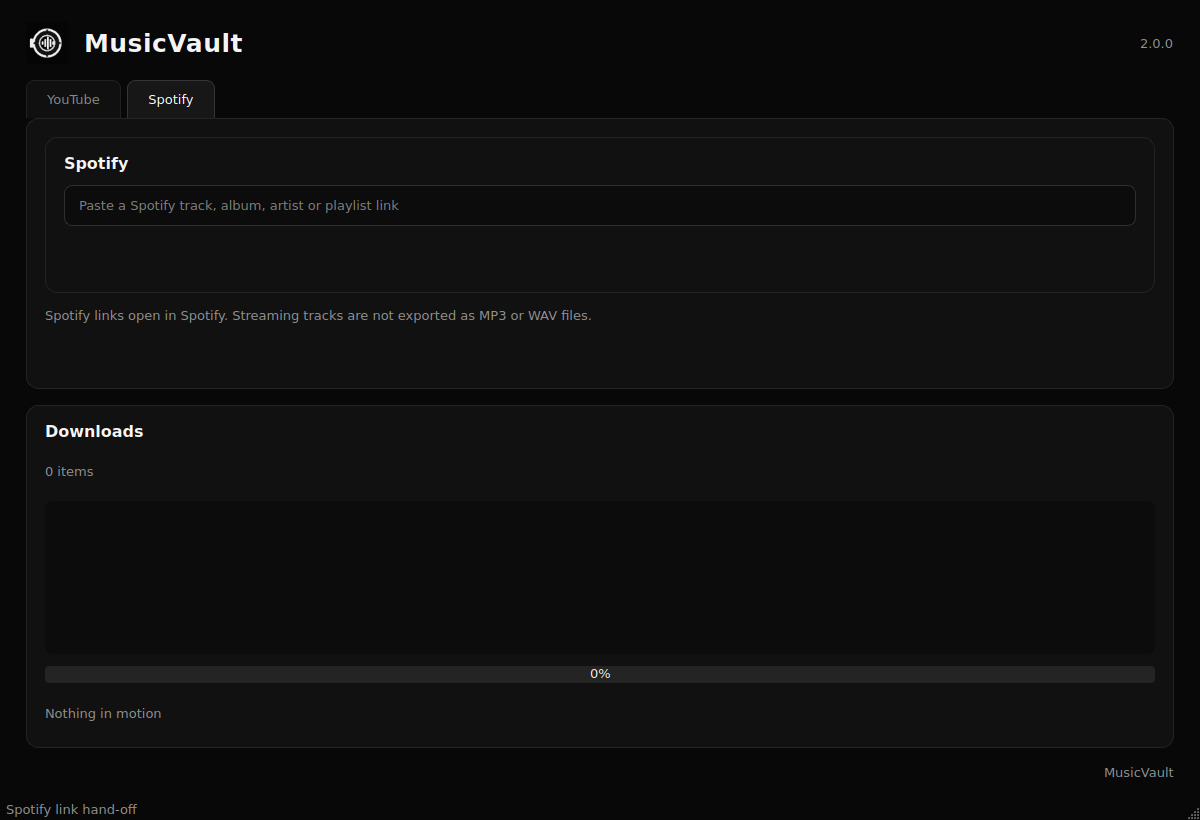 MusicVault
2.0.0
YouTube
Spotify
Spotify
Paste a Spotify track, album, artist or playlist link
Spotify links open in Spotify. Streaming tracks are not exported as MP3 or WAV files.
Downloads
0 items
0%
Nothing in motion
MusicVault
Spotify link hand-off